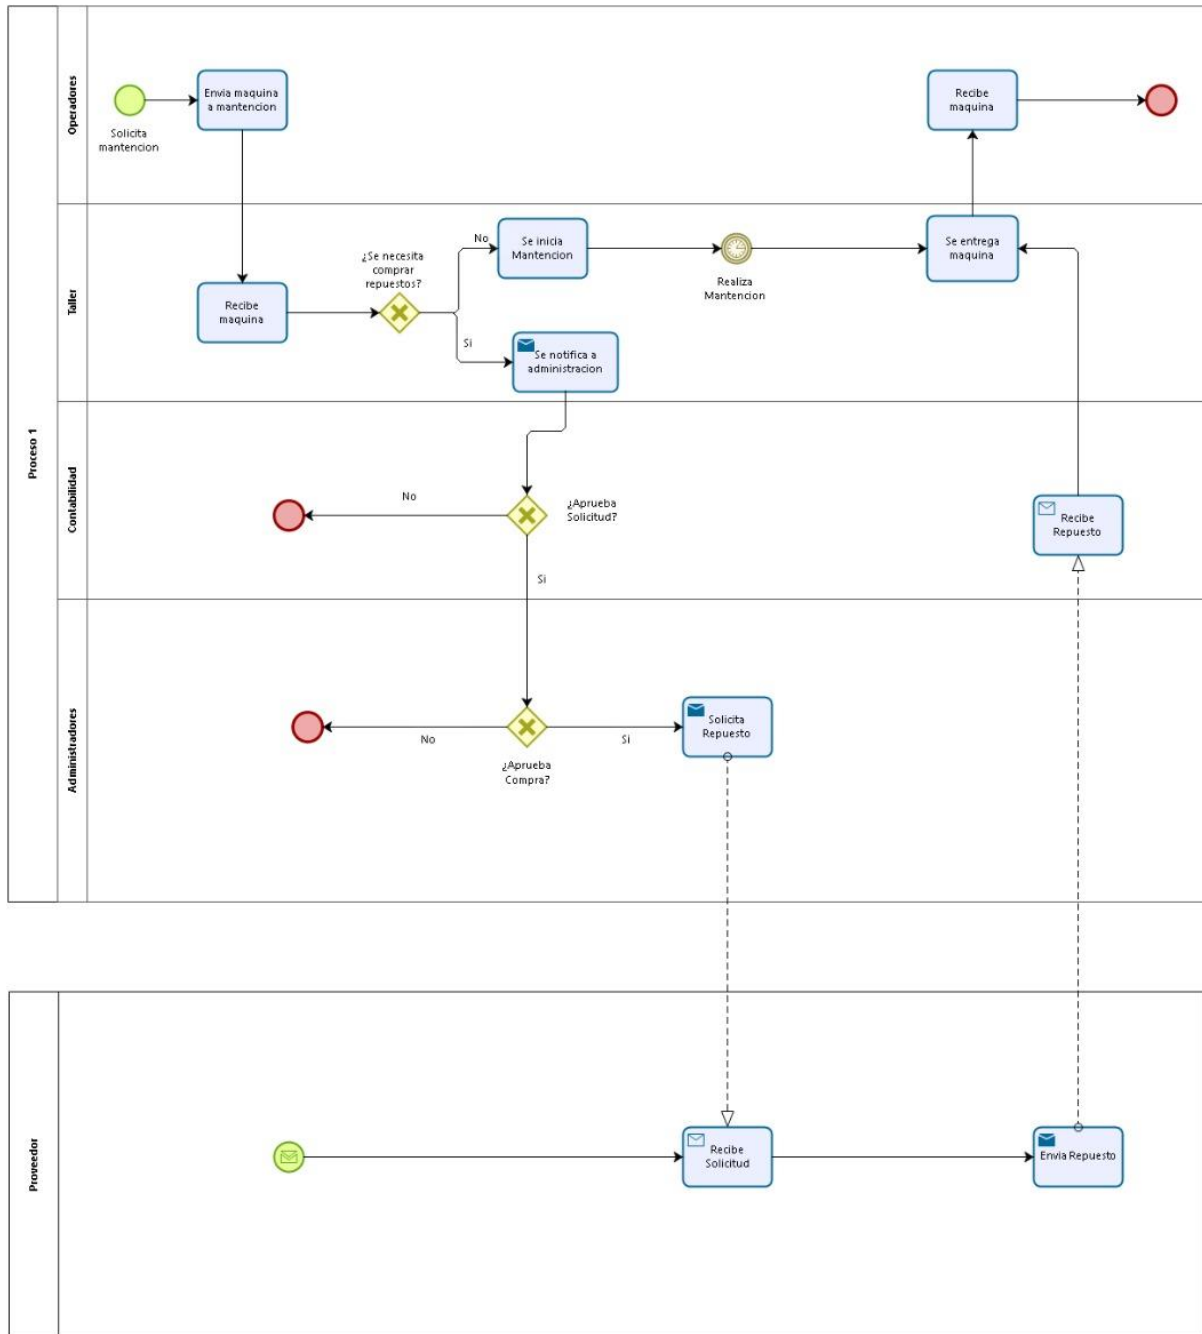 Proceso 1
Operadores
Solicita
mantencion
Envia maquina
a mantencion
Recibe
maquina
Taller
Recibe
maquina
¿Se necesita
comprar
repuestos?
No
Si
Se inicia
Mantencion
Se notifica a
administracion
Realiza
Mantencion
Se entrega
maquina
Contabilidad
No
¿Aprueba
Solicitud?
Si
Recibe
Repuesto
Administradores
No
¿Aprueba
Compra?
Si
Solicita
Repuesto
Proveedor
Recibe
Solicitud
Envia Repuesto